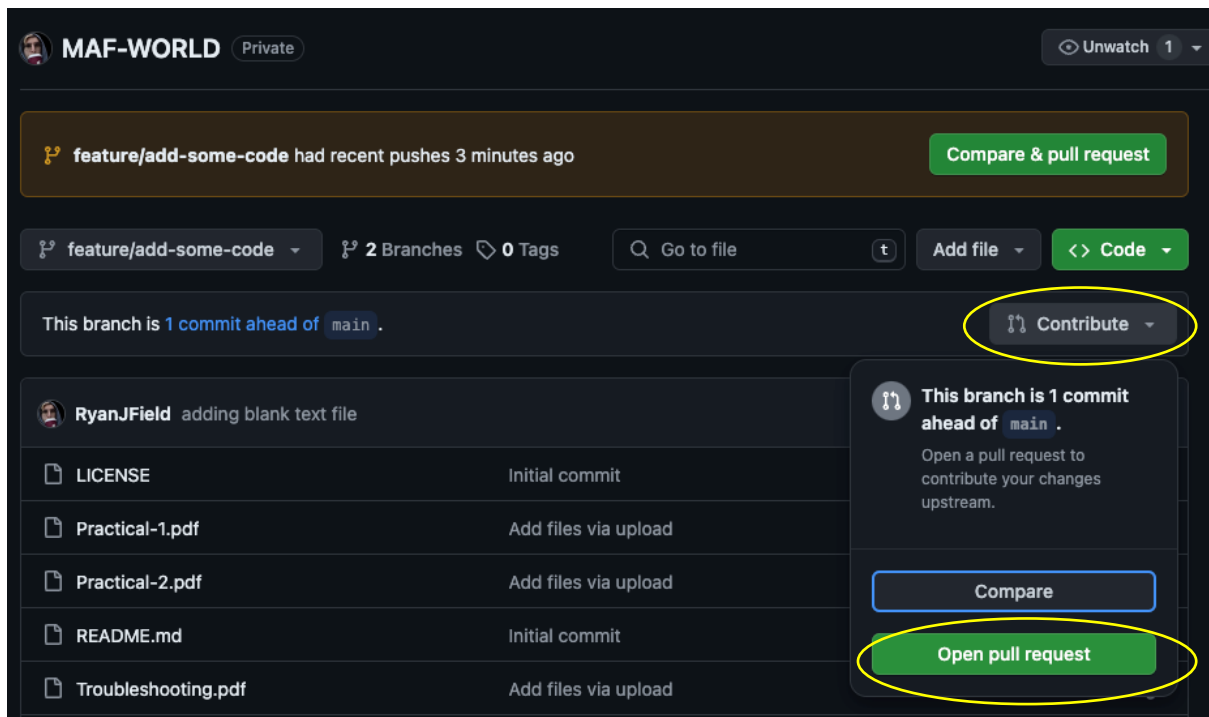 MAF-WORLD Private
Unwatch 1
feature/add-some-code had recent pushes 3 minutes ago
Compare & pull request
feature/add-some-code 2 Branches 0 Tags Go to file t Add file <> Code
This branch is 1 commit ahead of main .
Contribute
RyanJField adding blank text file
LICENSE Initial commit
Practical-1.pdf Add files via upload
Practical-2.pdf Add files via upload
README.md Initial commit
Troubleshooting.pdf Add files via upload
This branch is 1 commit
ahead of main .
Open a pull request to
contribute your changes
upstream.
Compare
Open pull request